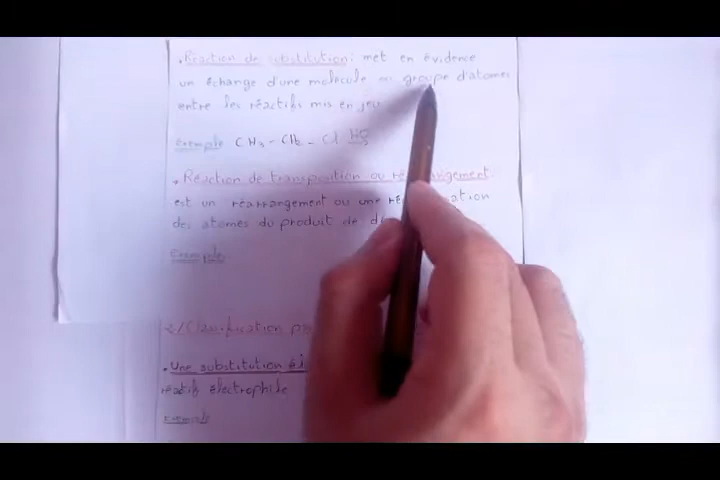 . Réaction de substitution: met en évidence
un échange d'une molécule ou groupe d'atomes
entre les réactifs mis en jeu
Exemple CH3 - CH2 - Cl
. Réaction de transposition ou
est un réarrangement ou une
des atomes du produit de
Exemple
2/Classification
. Une substitution
réactif électrophile
Exemple